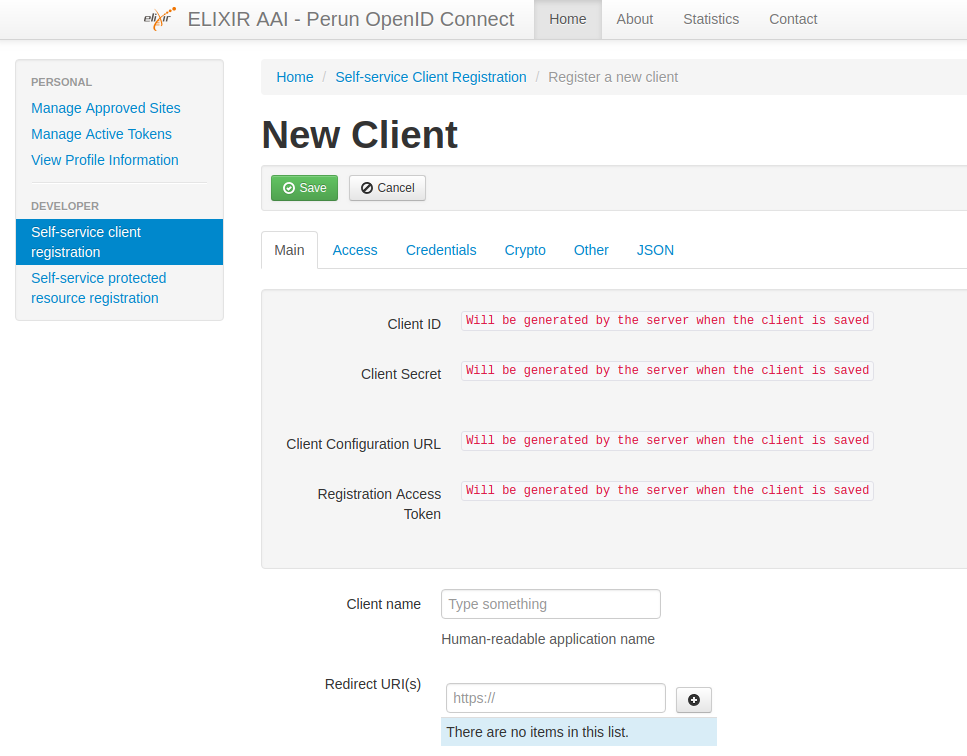 elixir ELIXIR AAI - Perun OpenID Connect Home About Statistics Contact
PERSONAL
Manage Approved Sites
Manage Active Tokens
View Profile Information
DEVELOPER
Self-service client
registration
Self-service protected
resource registration
Home / Self-service Client Registration / Register a new client
New Client
Save Cancel
Main Access Credentials Crypto Other JSON
Client ID Will be generated by the server when the client is saved
Client Secret Will be generated by the server when the client is saved
Client Configuration URL Will be generated by the server when the client is saved
Registration Access Will be generated by the server when the client is saved
Token
Client name Type something
Human-readable application name
Redirect URI(s)
https://
There are no items in this list.